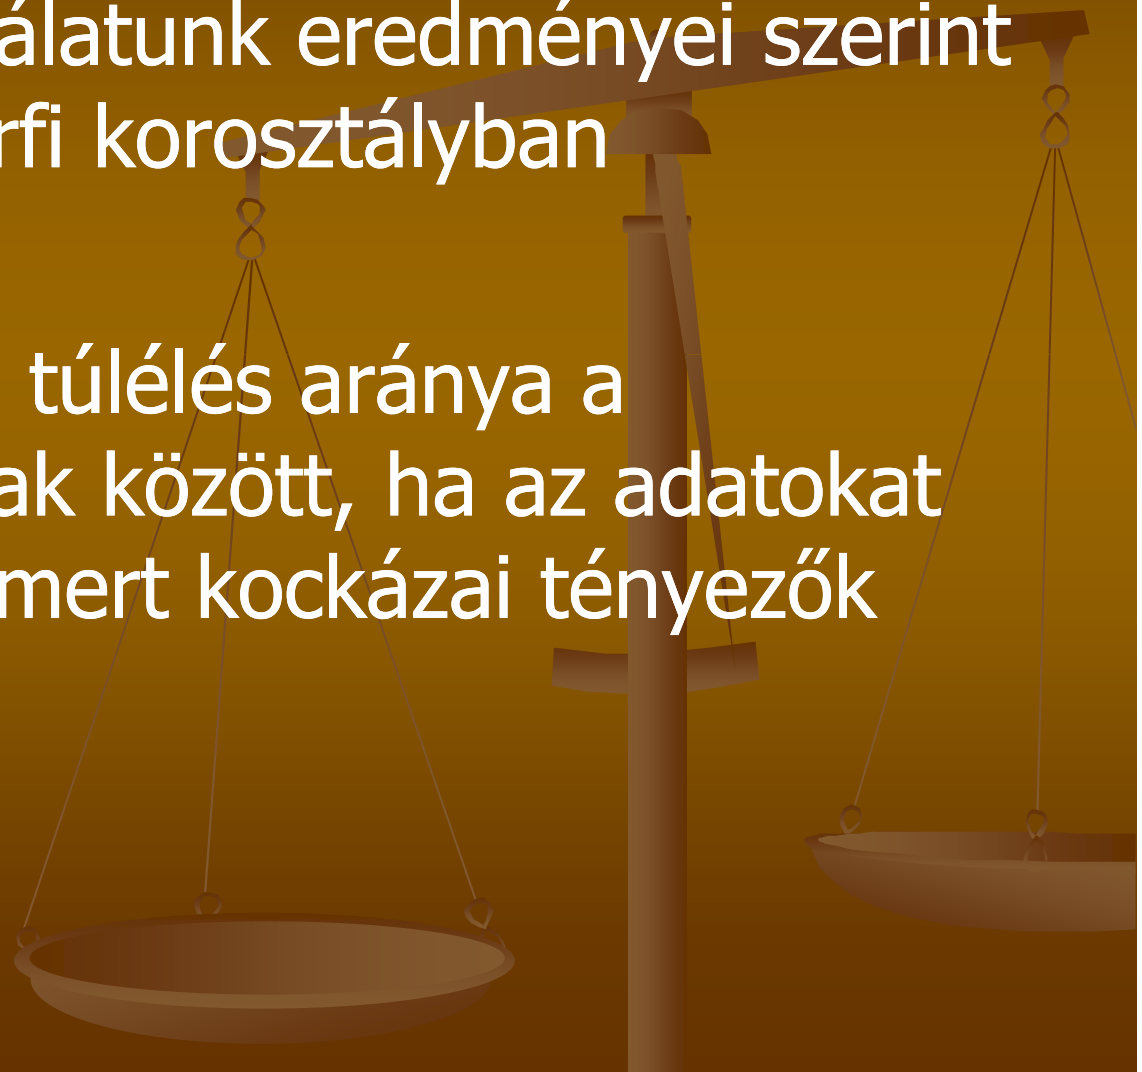 álatunk eredményei szerint
rfi korosztályban
túlélés aránya a
ak között, ha az adatokat
mert kockázai tényezők